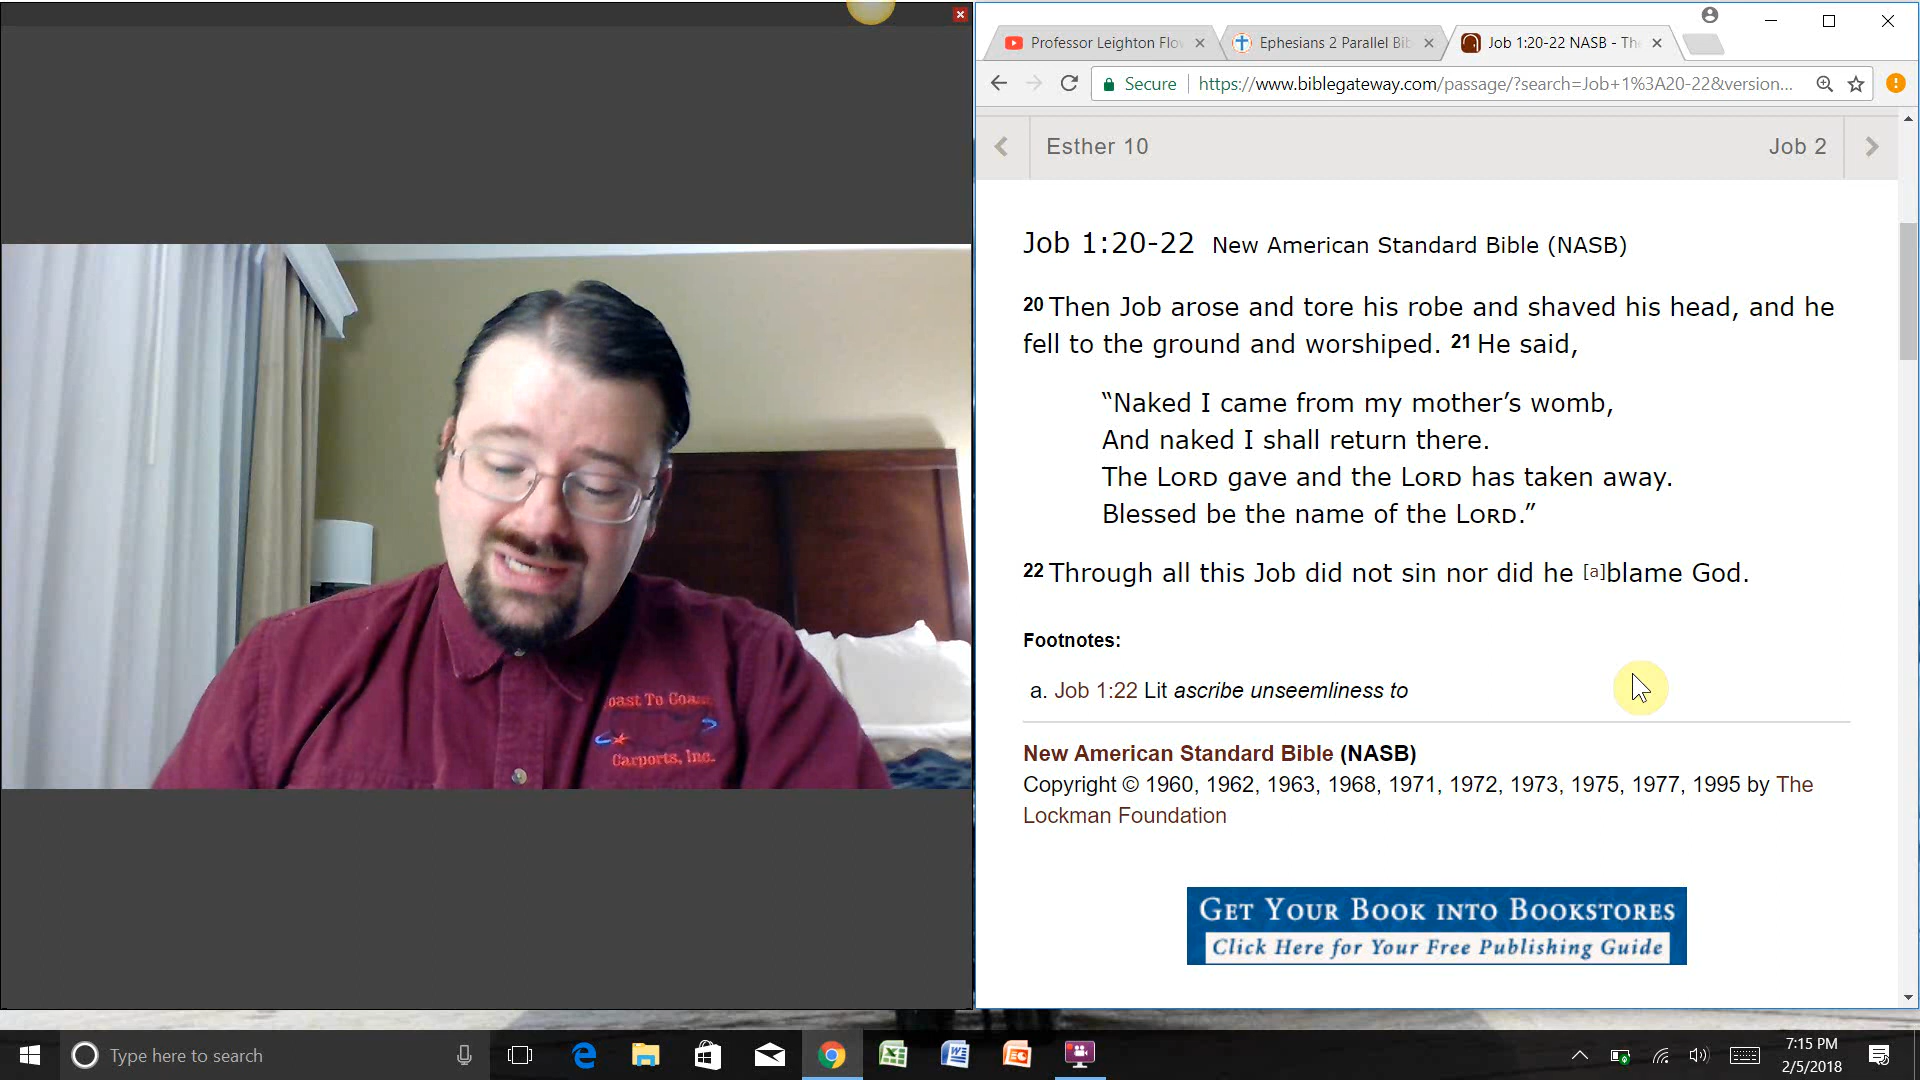 Professor Leighton Flo
Ephesians 2 Parallel Bib
Job 1:20-22 NASB - The
Secure
https://www.biblegateway.com/passage/?search=Job+1%3A20-22&version...
Esther 10
Job 2
Job 1:20-22 New American Standard Bible (NASB)
20 Then Job arose and tore his robe and shaved his head, and he
fell to the ground and worshiped. 21 He said,
“Naked I came from my mother’s womb,
And naked I shall return there.
The LORD gave and the LORD has taken away.
Blessed be the name of the LORD.”
22 Through all this Job did not sin nor did he [a]blame God.
Footnotes:
a. Job 1:22 Lit ascribe unseemliness to
New American Standard Bible (NASB)
Copyright © 1960, 1962, 1963, 1968, 1971, 1972, 1973, 1975, 1977, 1995 by The
Lockman Foundation
GET YOUR BOOK INTO BOOKSTORES
Click Here for Your Free Publishing Guide
oast To Coas
Carports, Inc.
Type here to search
7:15 PM
2/5/2018